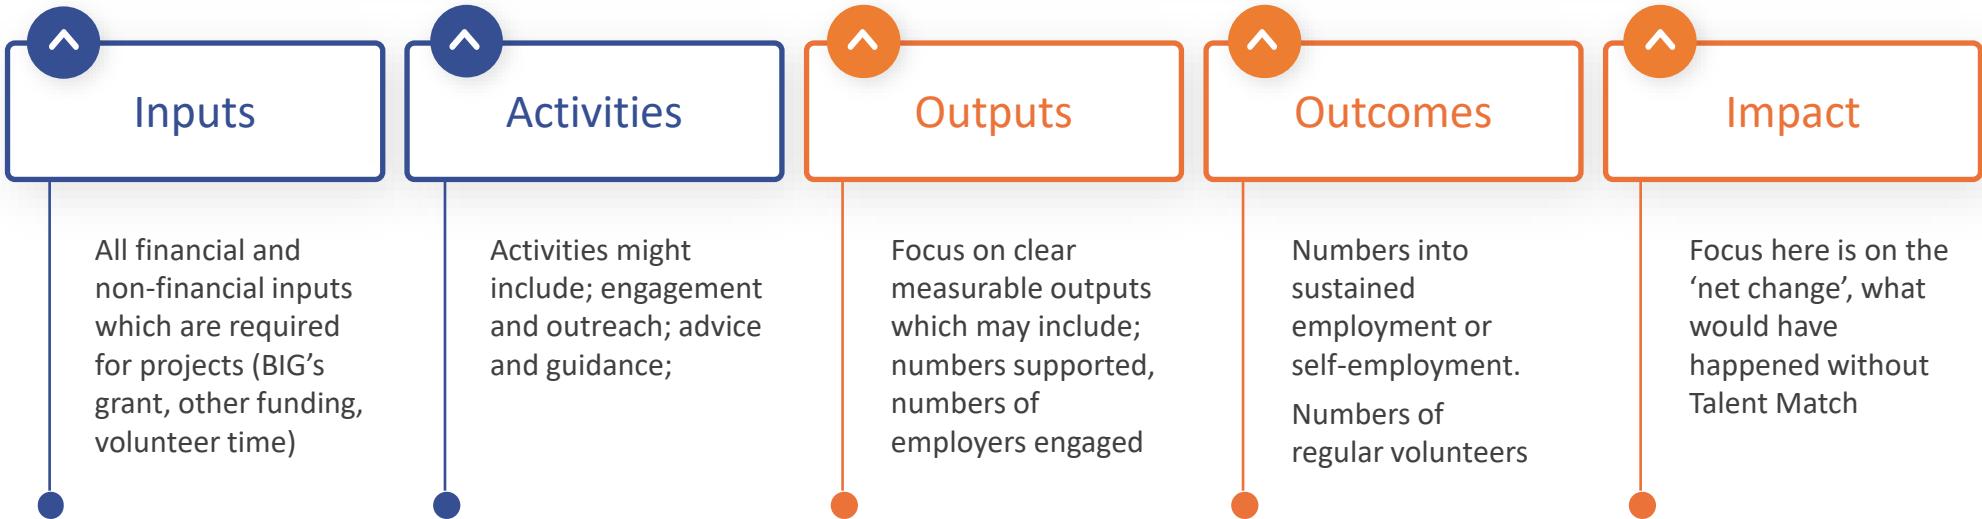 Inputs
All financial and
non-financial inputs
which are required
for projects (BIG’s
grant, other funding,
volunteer time)
Activities
Activities might
include; engagement
and outreach; advice
and guidance;
Outputs
Focus on clear
measurable outputs
which may include;
numbers supported,
numbers of
employers engaged
Outcomes
Numbers into
sustained
employment or
self-employment.
Numbers of
regular volunteers
Impact
Focus here is on the
‘net change’, what
would have
happened without
Talent Match